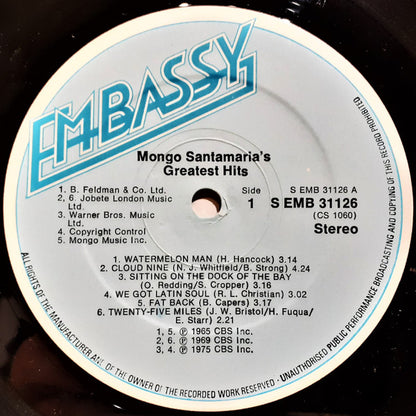 EMBASSY
Mongo Santamaria's
Greatest Hits
1. B. Feldman & Co. Ltd.
2, 6. Jobete London Music
Ltd.
3. Warner Bros. Music
Ltd.
4. Copyright Control
5. Mongo Music Inc.
Side
1
S EMB 31126 A
S EMB 31126
(CS 1060)
Stereo
1. WATERMELON MAN (H. Hancock) 3.14
2. CLOUD NINE (N. J. Whitfield/B. Strong) 4.24
3. SITTING ON THE DOCK OF THE BAY
(O. Redding/S. Cropper) 3.16
4. WE GOT LATIN SOUL (R. L. Christian) 3.02
5. FAT BACK (B. Capers) 3.51
6. TWENTY-FIVE MILES (J. W. Bristol/H. Fuqua/
E. Starr) 2.21
1, 5. ℗ 1965 CBS Inc.
2, 6. ℗ 1969 CBS Inc.
3, 4. ℗ 1975 CBS Inc.
ALL RIGHTS OF THE MANUFACTURER AND OF THE OWNER OF THE RECORDED WORK RESERVED - UNAUTHORISED PUBLIC PERFORMANCE BROADCASTING AND COPYING OF THIS RECORD PROHIBITED